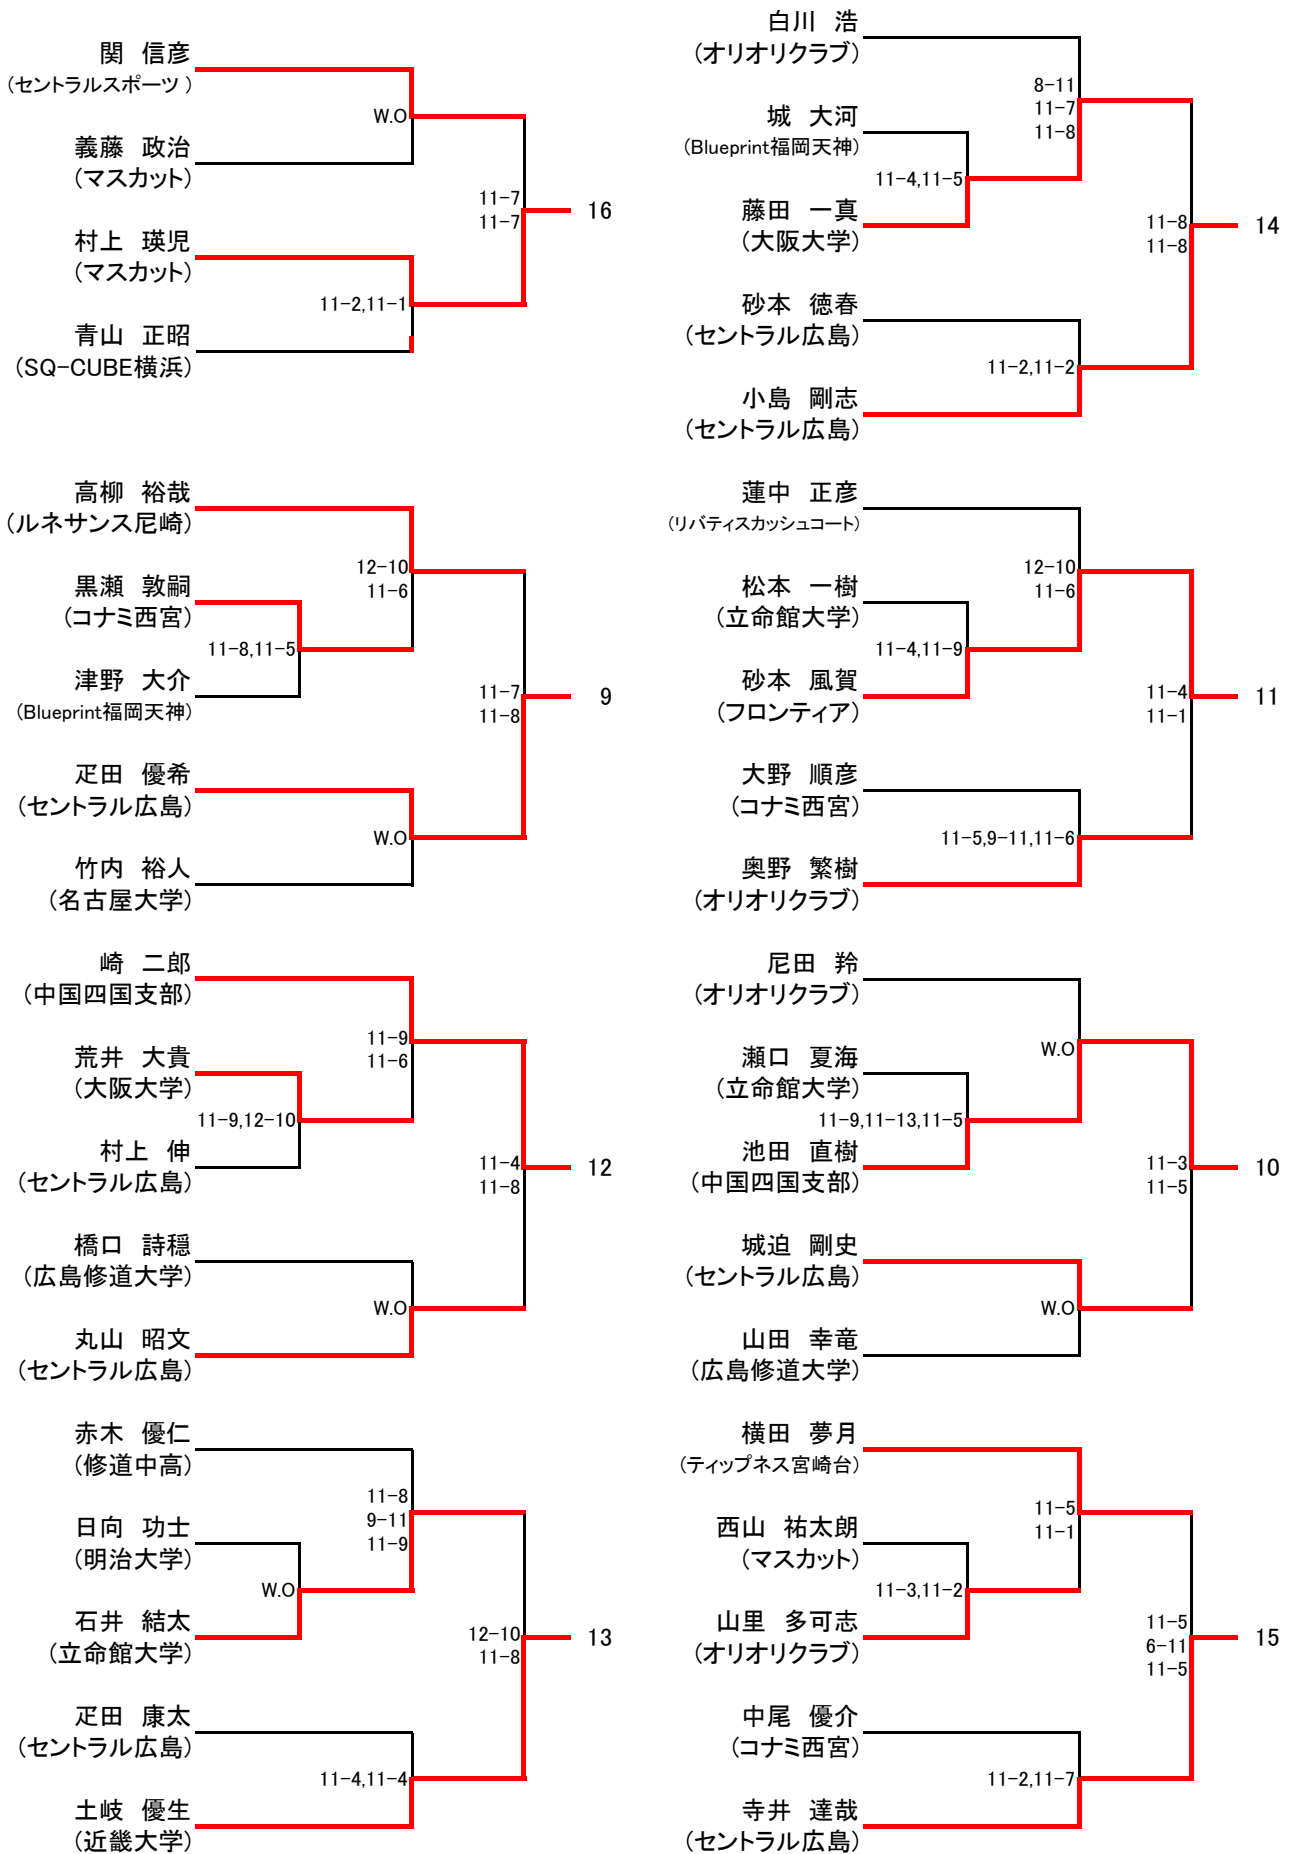 関 信彦
(セントラルスポーツ )
W.O
義藤 政治
(マスカット)
11-7
11-7
16
村上 瑛児
(マスカット)
11-2,11-1
青山 正昭
(SQ-CUBE横浜)
高柳 裕哉
(ルネサンス尼崎)
12-10
11-6
黒瀬 敦嗣
(コナミ西宮)
11-8,11-5
津野 大介
(Blueprint福岡天神)
11-7
11-8
9
疋田 優希
(セントラル広島)
W.O
竹内 裕人
(名古屋大学)
崎 二郎
(中国四国支部)
11-9
11-6
荒井 大貴
(大阪大学)
11-9,12-10
村上 伸
(セントラル広島)
11-4
11-8
12
橋口 詩穏
(広島修道大学)
W.O
丸山 昭文
(セントラル広島)
赤木 優仁
(修道中高)
11-8
9-11
11-9
日向 功士
(明治大学)
W.O
石井 結太
(立命館大学)
12-10
11-8
13
疋田 康太
(セントラル広島)
11-4,11-4
土岐 優生
(近畿大学)
白川 浩
(オリオリクラブ)
8-11
11-7
11-8
城 大河
(Blueprint福岡天神)
11-4,11-5
藤田 一真
(大阪大学)
11-8
11-8
14
砂本 徳春
(セントラル広島)
11-2,11-2
小島 剛志
(セントラル広島)
蓮中 正彦
(リバティスカッシュコート)
12-10
11-6
松本 一樹
(立命館大学)
11-4,11-9
砂本 風賀
(フロンティア)
11-4
11-1
11
大野 順彦
(コナミ西宮)
11-5,9-11,11-6
奥野 繁樹
(オリオリクラブ)
尼田 羚
(オリオリクラブ)
W.O
瀬口 夏海
(立命館大学)
11-9,11-13,11-5
池田 直樹
(中国四国支部)
11-3
11-5
10
城迫 剛史
(セントラル広島)
W.O
山田 幸竜
(広島修道大学)
横田 夢月
(ティップネス宮崎台)
11-5
11-1
西山 祐太朗
(マスカット)
11-3,11-2
山里 多可志
(オリオリクラブ)
11-5
6-11
11-5
15
中尾 優介
(コナミ西宮)
11-2,11-7
寺井 達哉
(セントラル広島)